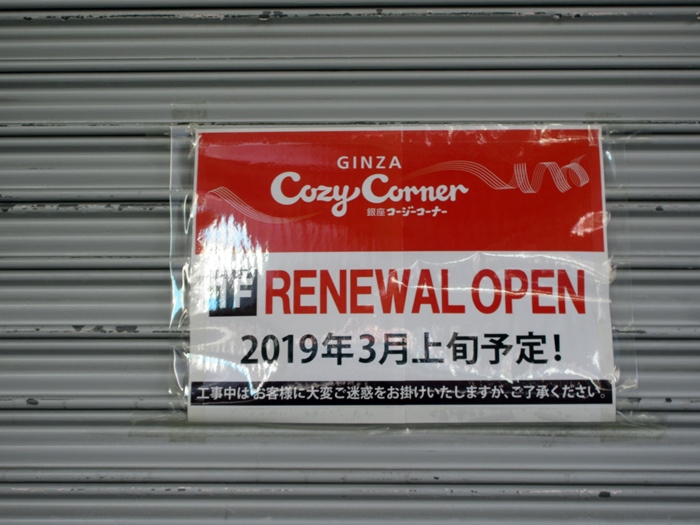 GINZA
Cozy Corner
銀座コージーコーナー
1F RENEWAL OPEN
2019年3月上旬予定!
工事中はお客様に大変ご迷惑をお掛けいたしますが、ご了承ください。